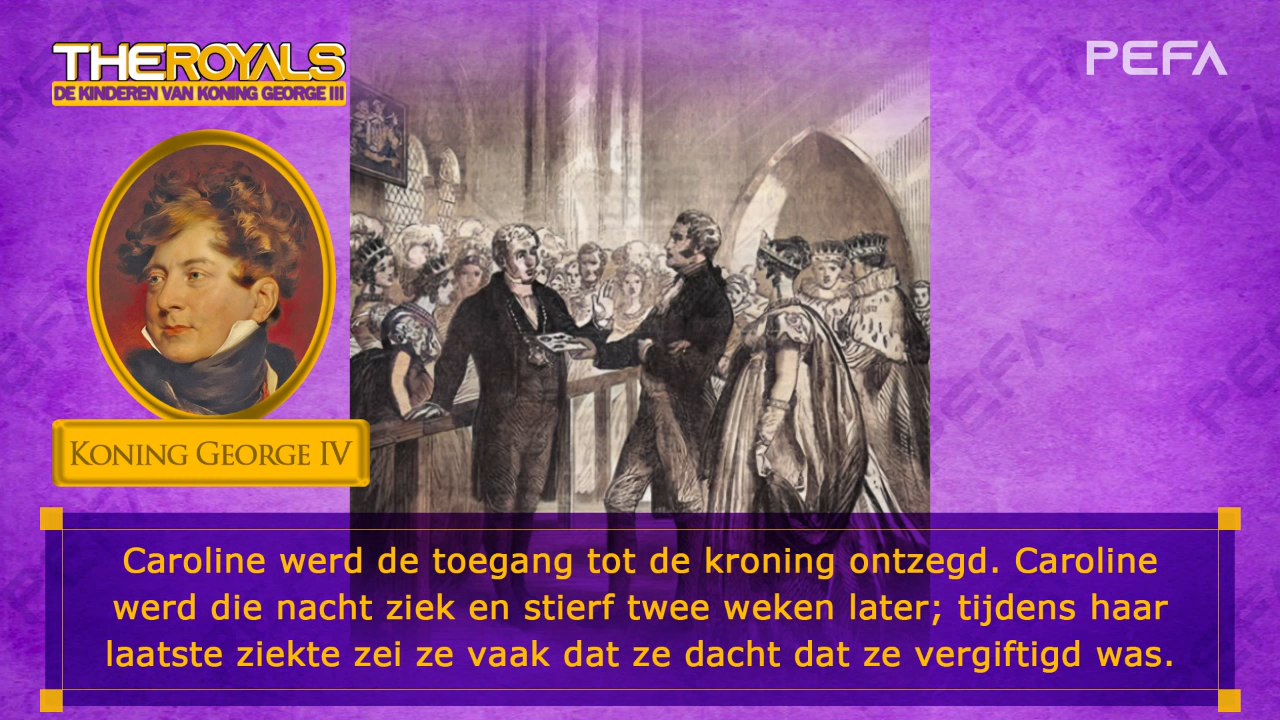 THEROYALS
DE KINDEREN VAN KONING GEORGE III
PEFA
KONING GEORGE IV
Caroline werd de toegang tot de kroning ontzegd. Caroline
werd die nacht ziek en stierf twee weken later; tijdens haar
laatste ziekte zei ze vaak dat ze dacht dat ze vergiftigd was.